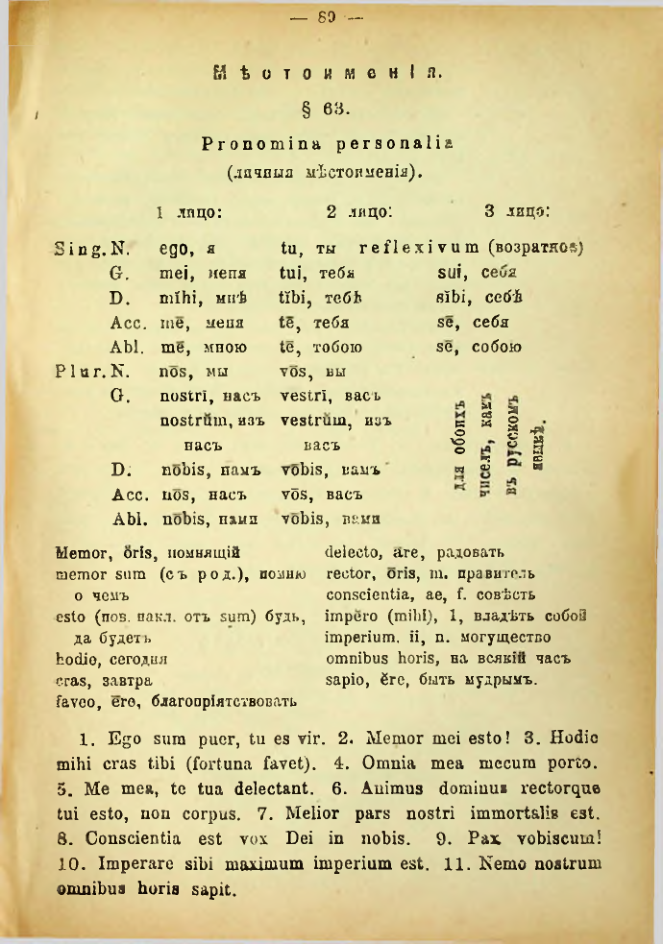 — 89 —
Мѣстоименія.
§ 63.
Pronomina personalia
(личныя мѣстоименія).
1 лицо: 2 лицо: 3 лицо:
Sing. N. ego, я tu, ты reflexivum (возратное)
G. mei, меня tui, тебя sui, себя
D. mĭhi, мнѣ tĭbi, тебѣ sĭbi, себѣ
Acc. mē, меня tē, тебя sē, себя
Abl. mē, мною tē, тобою sē, собою
Plur. N. nōs, мы vōs, вы
G. nostrī, насъ vestrī, васъ
nostrŭm, изъ vestrŭm, изъ
насъ васъ
D. nōbis, намъ vōbis, вамъ
Acc. nōs, насъ vōs, васъ
Abl. nōbis, нами vōbis, вами
для обоихъ
чиселъ, какъ
въ русскомъ
языкѣ.
Memor, ŏris, помнящій
memor sum (съ род.), помню
о чемъ
esto (пов. накл. отъ sum) будь,
да будетъ
hodie, сегодня
cras, завтра
faveo, ēre, благопріятствовать
delecto, āre, радовать
rector, ōris, m. правитель
conscientia, ae, f. совѣсть
impĕro (mihi), 1, владѣть собой
imperium, ii, n. могущество
omnibus horis, на всякій часъ
sapio, ĕre, быть мудрымъ.
1. Ego sum puer, tu es vir. 2. Memor mei esto! 3. Hodie
mihi cras tibi (fortuna favet). 4. Omnia mea mecum porto.
5. Me mea, te tua delectant. 6. Animus dominus rectorque
tui esto, non corpus. 7. Melior pars nostri immortalis est.
8. Conscientia est vox Dei in nobis. 9. Pax vobiscum!
10. Imperare sibi maximum imperium est. 11. Nemo nostrum
omnibus horis sapit.